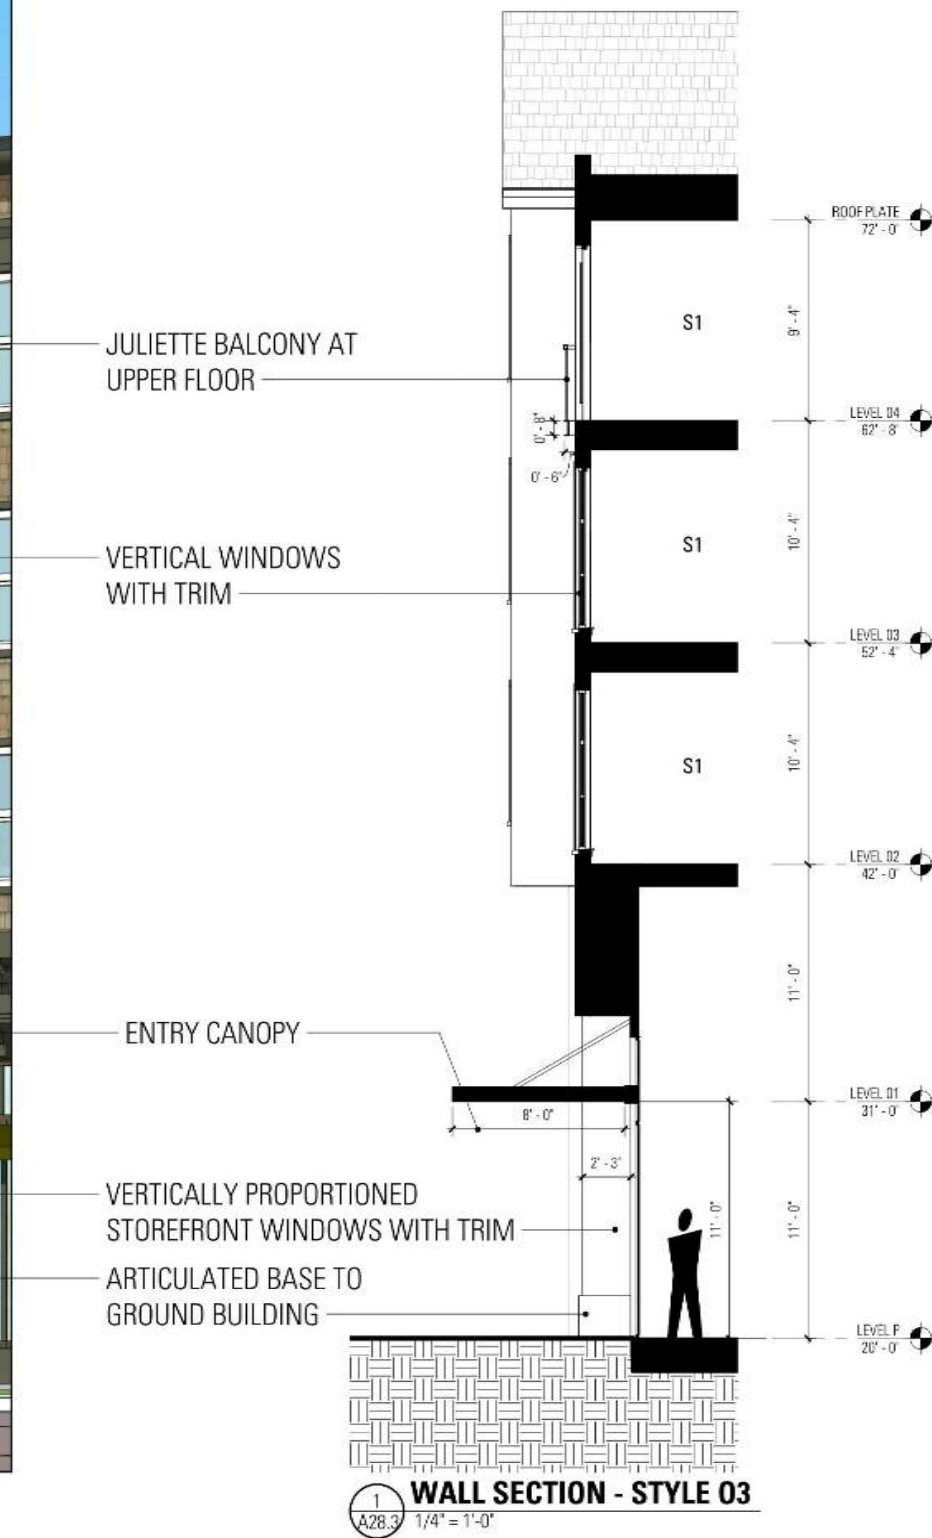 ROOF PLATE
72' - 0"
9' - 4"
S1
JULIETTE BALCONY AT
UPPER FLOOR
0' - 8"
LEVEL 04
62' - 8"
0' - 6"
10' - 4"
S1
VERTICAL WINDOWS
WITH TRIM
LEVEL 03
52' - 4"
10' - 4"
S1
LEVEL 02
42' - 0"
11' - 0"
ENTRY CANOPY
LEVEL 01
31' - 0"
8' - 0"
2' - 3"
VERTICALLY PROPORTIONED
STOREFRONT WINDOWS WITH TRIM
11' - 0"
11' - 0"
ARTICULATED BASE TO
GROUND BUILDING
LEVEL P
20' - 0"
1
A28.3
WALL SECTION - STYLE 03
1/4" = 1'-0"